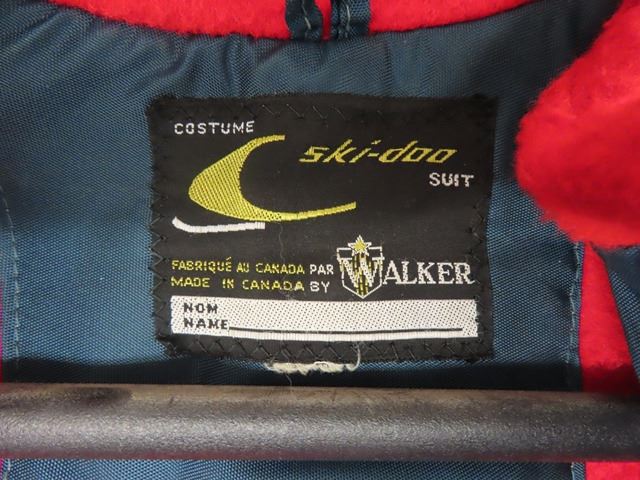 COSTUME
ski-doo
SUIT
FABRIQUÉ AU CANADA PAR
MADE IN CANADA BY
WALKER
NOM
NAME